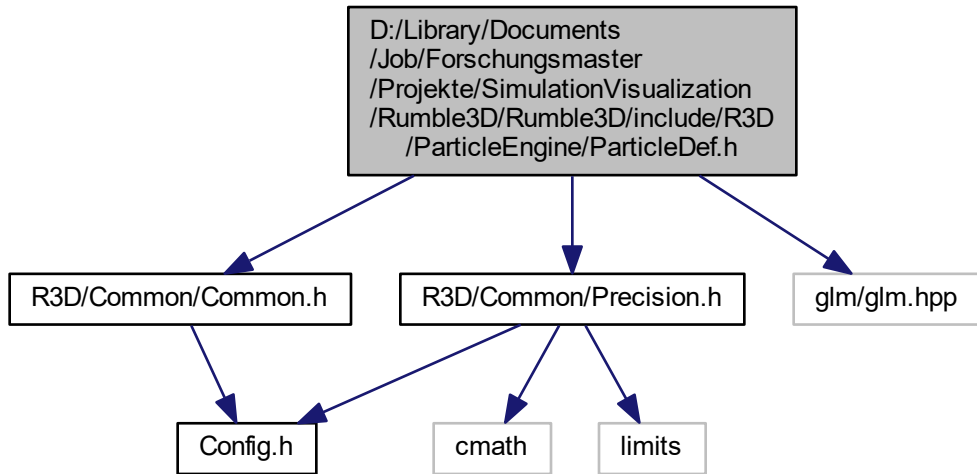 D:/Library/Documents
/Job/Forschungsmaster
/Projekte/SimulationVisualization
/Rumble3D/Rumble3D/include/R3D
/ParticleEngine/ParticleDef.h
R3D/Common/Common.h
R3D/Common/Precision.h
glm/glm.hpp
Config.h
cmath
limits